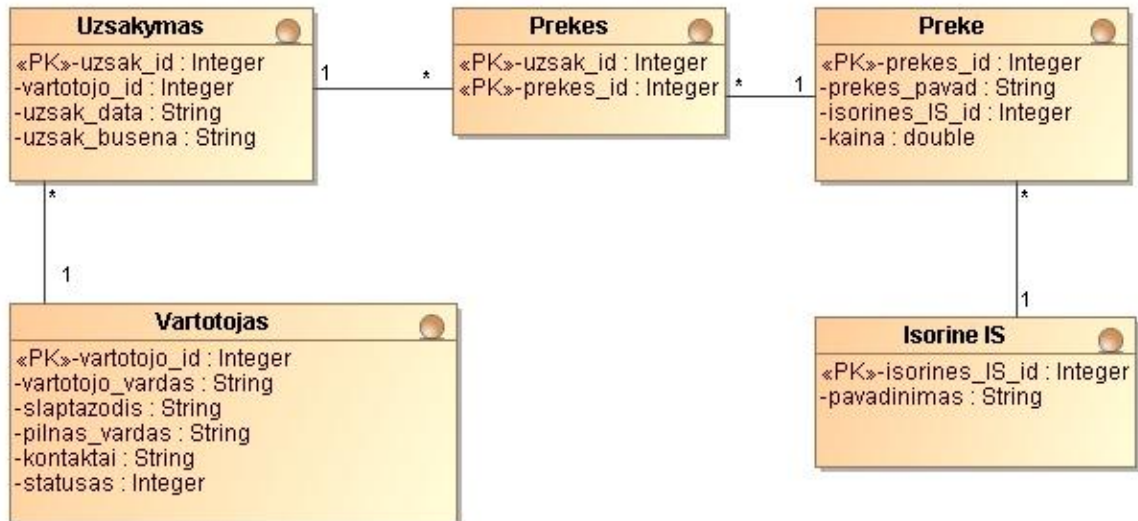 Uzsakymas
«PK»-uzsak_id : Integer
-vartotojo_id : Integer
-uzsak_data : String
-uzsak_busena : String
1
*
Prekes
«PK»-uzsak_id : Integer
«PK»-prekes_id : Integer
*
1
Preke
«PK»-prekes_id : Integer
-prekes_pavad : String
-isorines_IS_id : Integer
-kaina : double
*
1
*
1
Vartotojas
«PK»-vartotojo_id : Integer
-vartotojo_vardas : String
-slaptazodis : String
-pilnas_vardas : String
-kontaktai : String
-statusas : Integer
Isorine IS
«PK»-isorines_IS_id : Integer
-pavadinimas : String